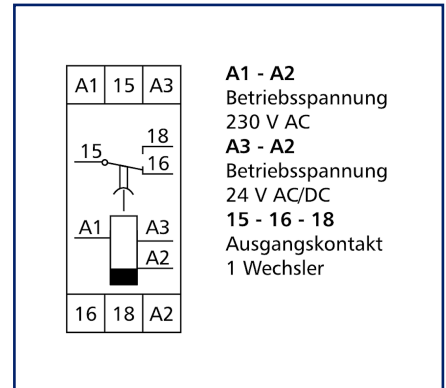 A1 15 A3
18
15
16
A1 A3
A2
16 18 A2
A1 - A2
Betriebsspannung
230 V AC
A3 - A2
Betriebsspannung
24 V AC/DC
15 - 16 - 18
Ausgangskontakt
1 Wechsler